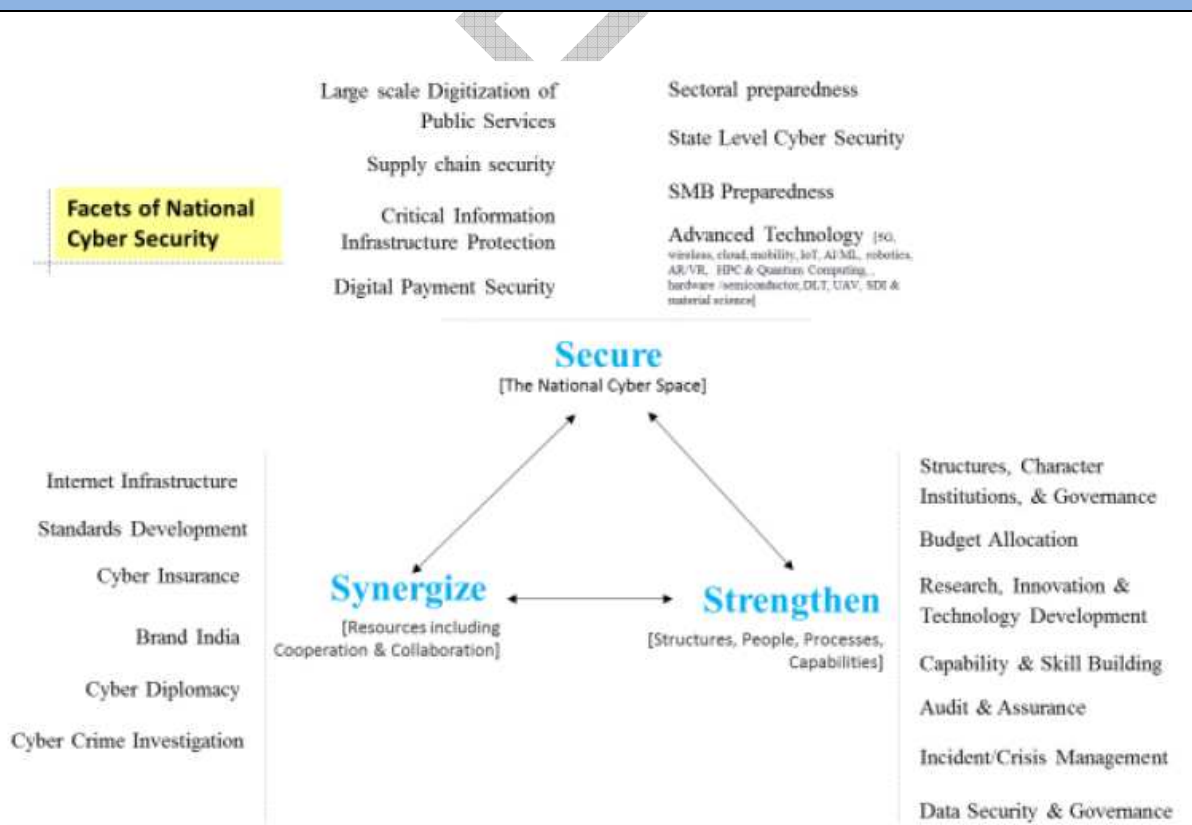 Large scale Digitization of
Public Services
Supply chain security
Critical Information
Infrastructure Protection
Digital Payment Security
Sectoral preparedness
State Level Cyber Security
SMB Preparedness
Advanced Technology [5G,
wireless, cloud, mobility, IoT, AI/ML, robotics,
AR/VR, HPC & Quantum Computing, ,
hardware /semiconductor, DLT, UAV, SDI &
material science]
Facets of National
Cyber Security
Secure
[The National Cyber Space]
Internet Infrastructure
Standards Development
Cyber Insurance
Brand India
Cyber Diplomacy
Cyber Crime Investigation
Synergize
[Resources including
Cooperation & Collaboration]
Strengthen
[Structures, People, Processes,
Capabilities]
Structures, Character
Institutions, & Governance
Budget Allocation
Research, Innovation &
Technology Development
Capability & Skill Building
Audit & Assurance
Incident/Crisis Management
Data Security & Governance